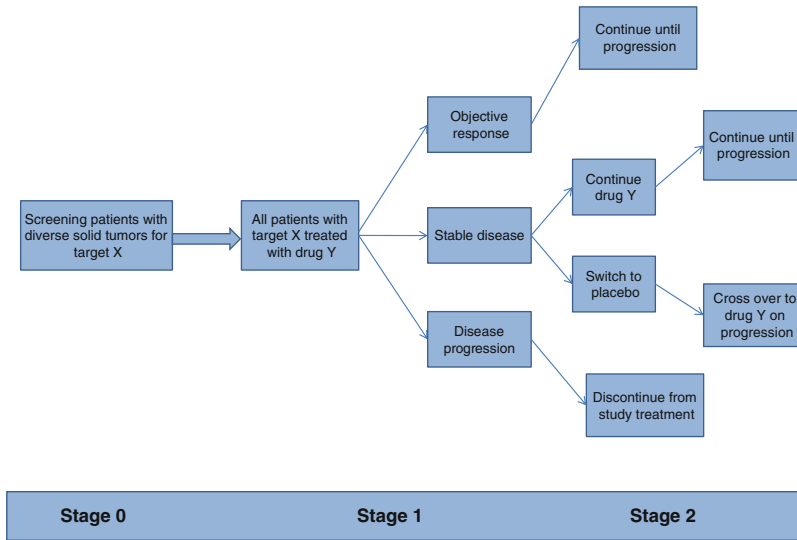 Screening patients with
diverse solid tumors for
target X
All patients with
target X treated
with drug Y
Objective
response
Stable disease
Disease
progression
Continue until
progression
Continue
drug Y
Switch to
placebo
Discontinue from
study treatment
Continue until
progression
Cross over to
drug Y on
progression
Stage 0
Stage 1
Stage 2